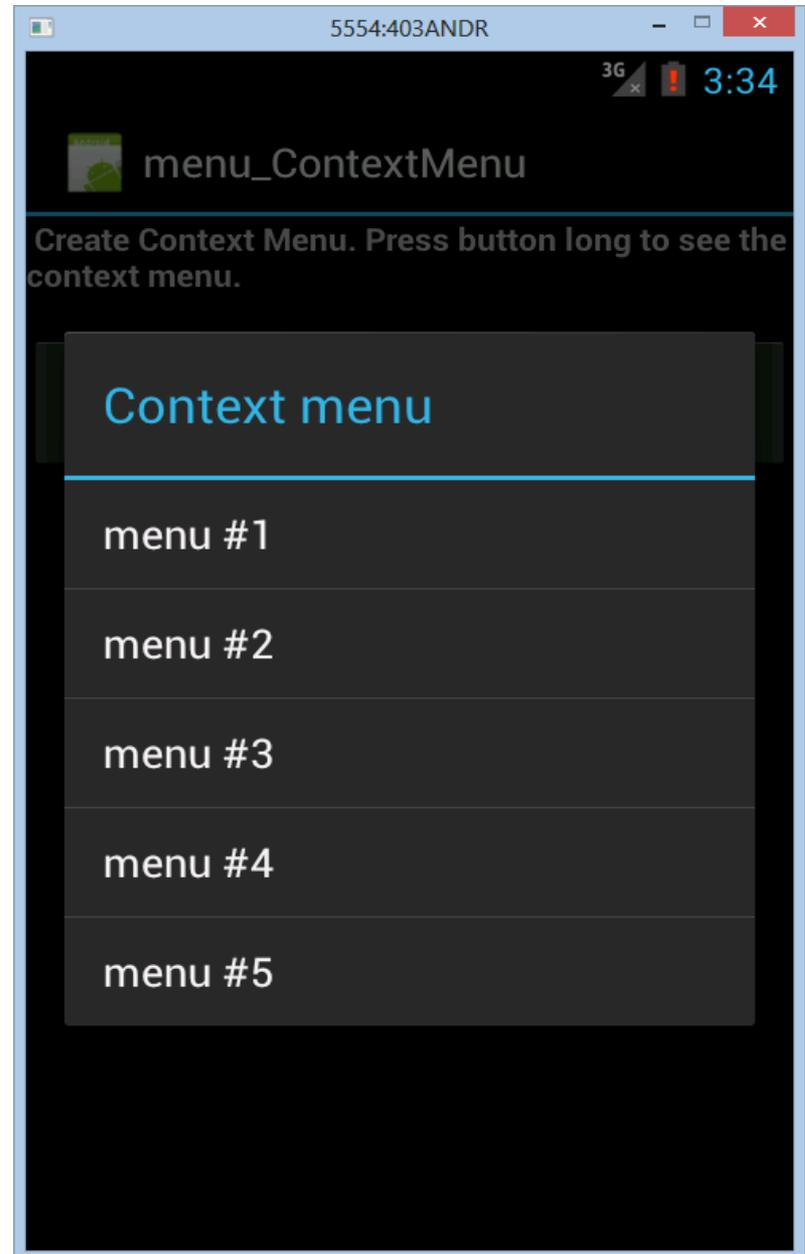 5554:403ANDR
3G 3:34
menu_ContextMenu
Create Context Menu. Press button long to see the
context menu.
Context menu
menu #1
menu #2
menu #3
menu #4
menu #5